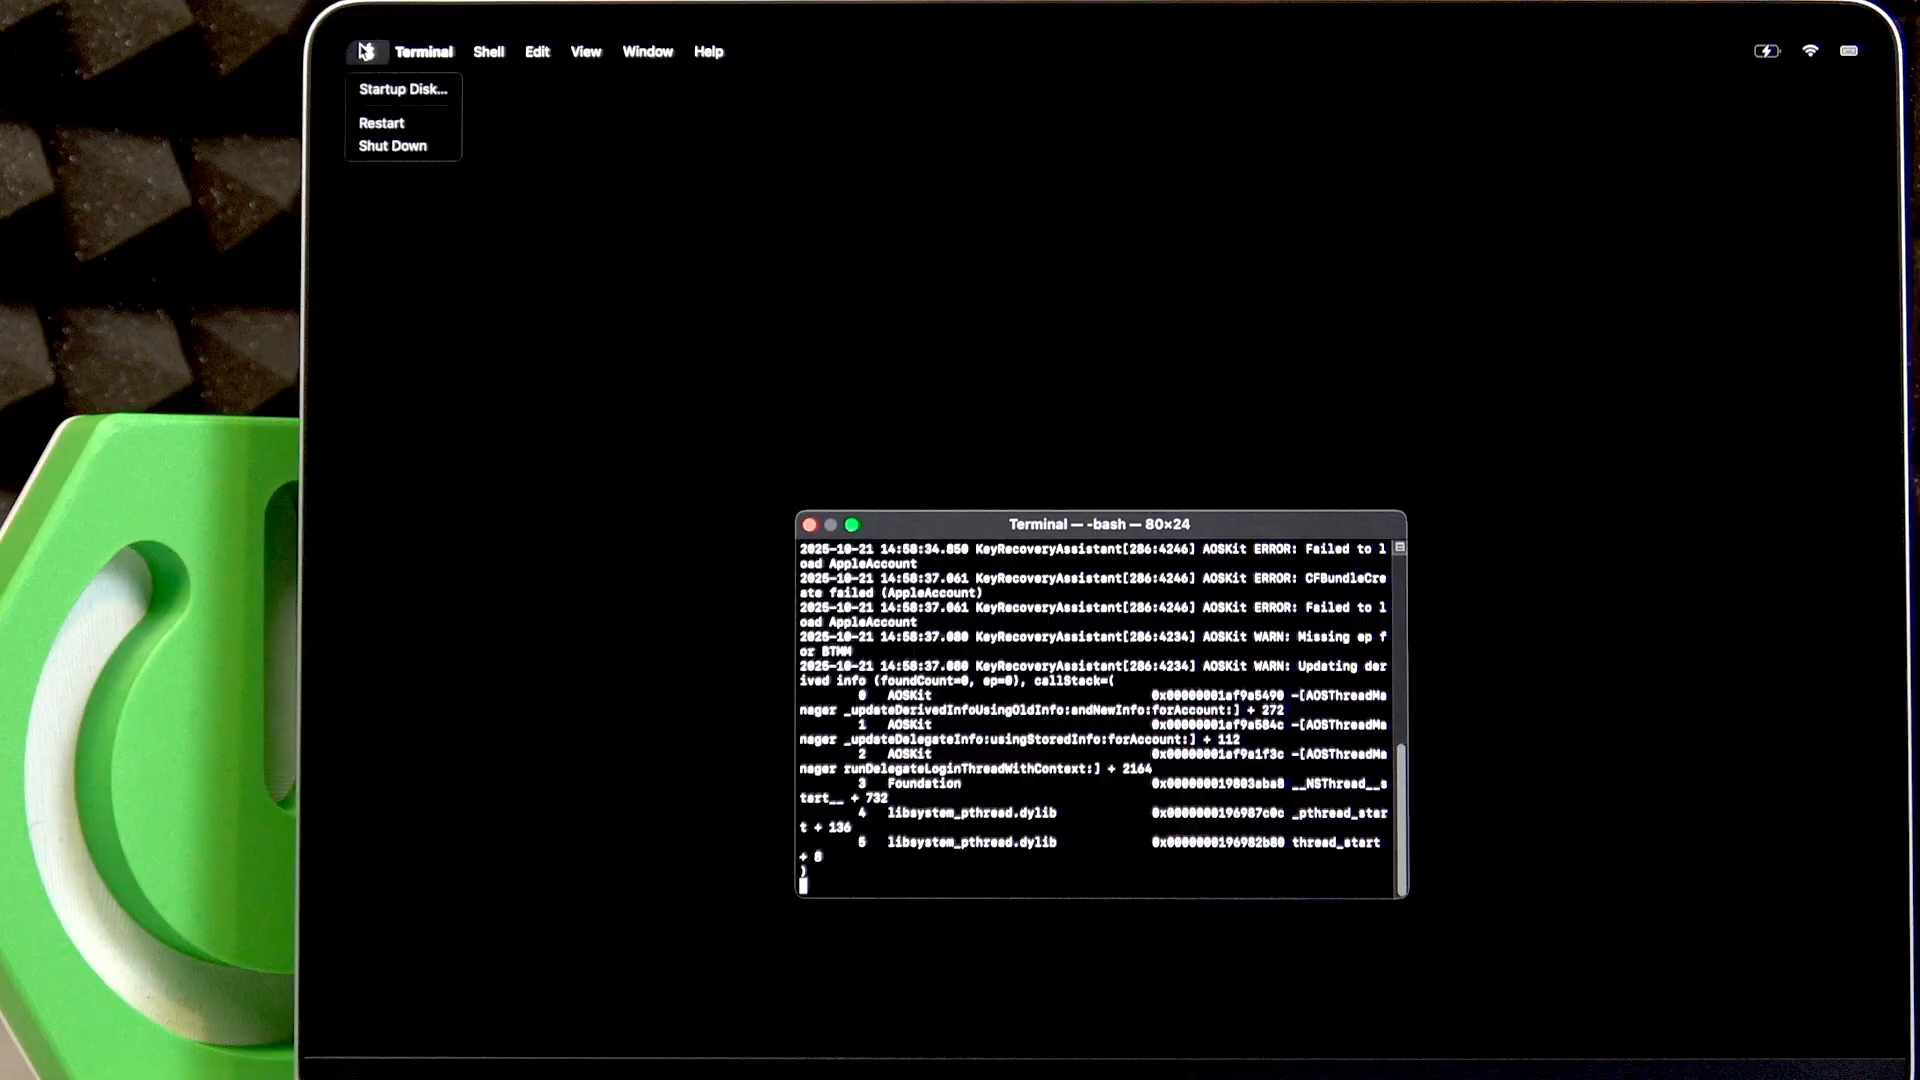 Terminal Shell Edit View Window Help
Startup Disk...
Restart
Shut Down
Terminal — -bash — 80×24
2025-10-21 14:58:34.850 KeyRecoveryAssistant[286:4246] AOSKit ERROR: Failed to l
oad AppleAccount
2025-10-21 14:58:37.061 KeyRecoveryAssistant[286:4246] AOSKit ERROR: CFBundleCre
ate failed (AppleAccount)
2025-10-21 14:58:37.061 KeyRecoveryAssistant[286:4246] AOSKit ERROR: Failed to l
oad AppleAccount
2025-10-21 14:58:37.080 KeyRecoveryAssistant[286:4234] AOSKit WARN: Missing ep f
or BTMM
2025-10-21 14:58:37.080 KeyRecoveryAssistant[286:4234] AOSKit WARN: Updating der
ived info (foundCount=0, ep=0), callStack=(
0 AOSKit 0x00000001af9a5490 -[AOSThreadMa
nager _updateDerivedInfoUsingOldInfo:andNewInfo:forAccount:] + 272
1 AOSKit 0x00000001af9a584c -[AOSThreadMa
nager _updateDelegateInfo:usingStoredInfo:forAccount:] + 112
2 AOSKit 0x00000001af9a1f3c -[AOSThreadMa
nager runDelegateLoginThreadWithContext:] + 2164
3 Foundation 0x000000019803aba8 __NSThread__s
tart__ + 732
4 libsystem_pthread.dylib 0x0000000196987c0c _pthread_star
t + 136
5 libsystem_pthread.dylib 0x0000000196982b80 thread_start
+ 8
)